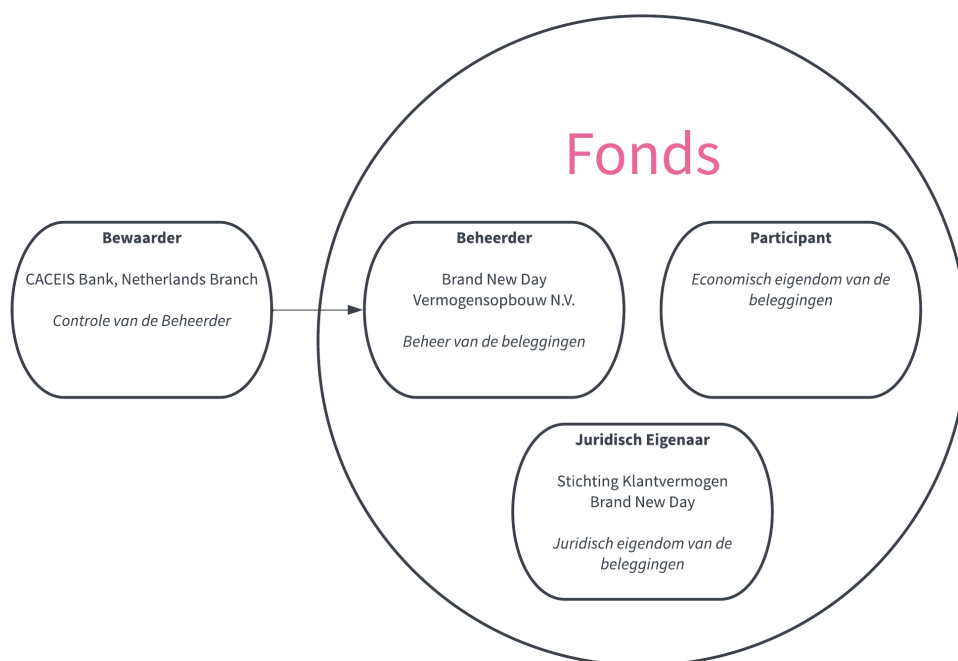 Fonds
Bewaarder
CACEIS Bank, Netherlands Branch
Controle van de Beheerder
Beheerder
Brand New Day
Vermogensopbouw N.V.
Beheer van de beleggingen
Participant
Economisch eigendom van de
beleggingen
Juridisch Eigenaar
Stichting Klantvermogen
Brand New Day
Juridisch eigendom van de
beleggingen